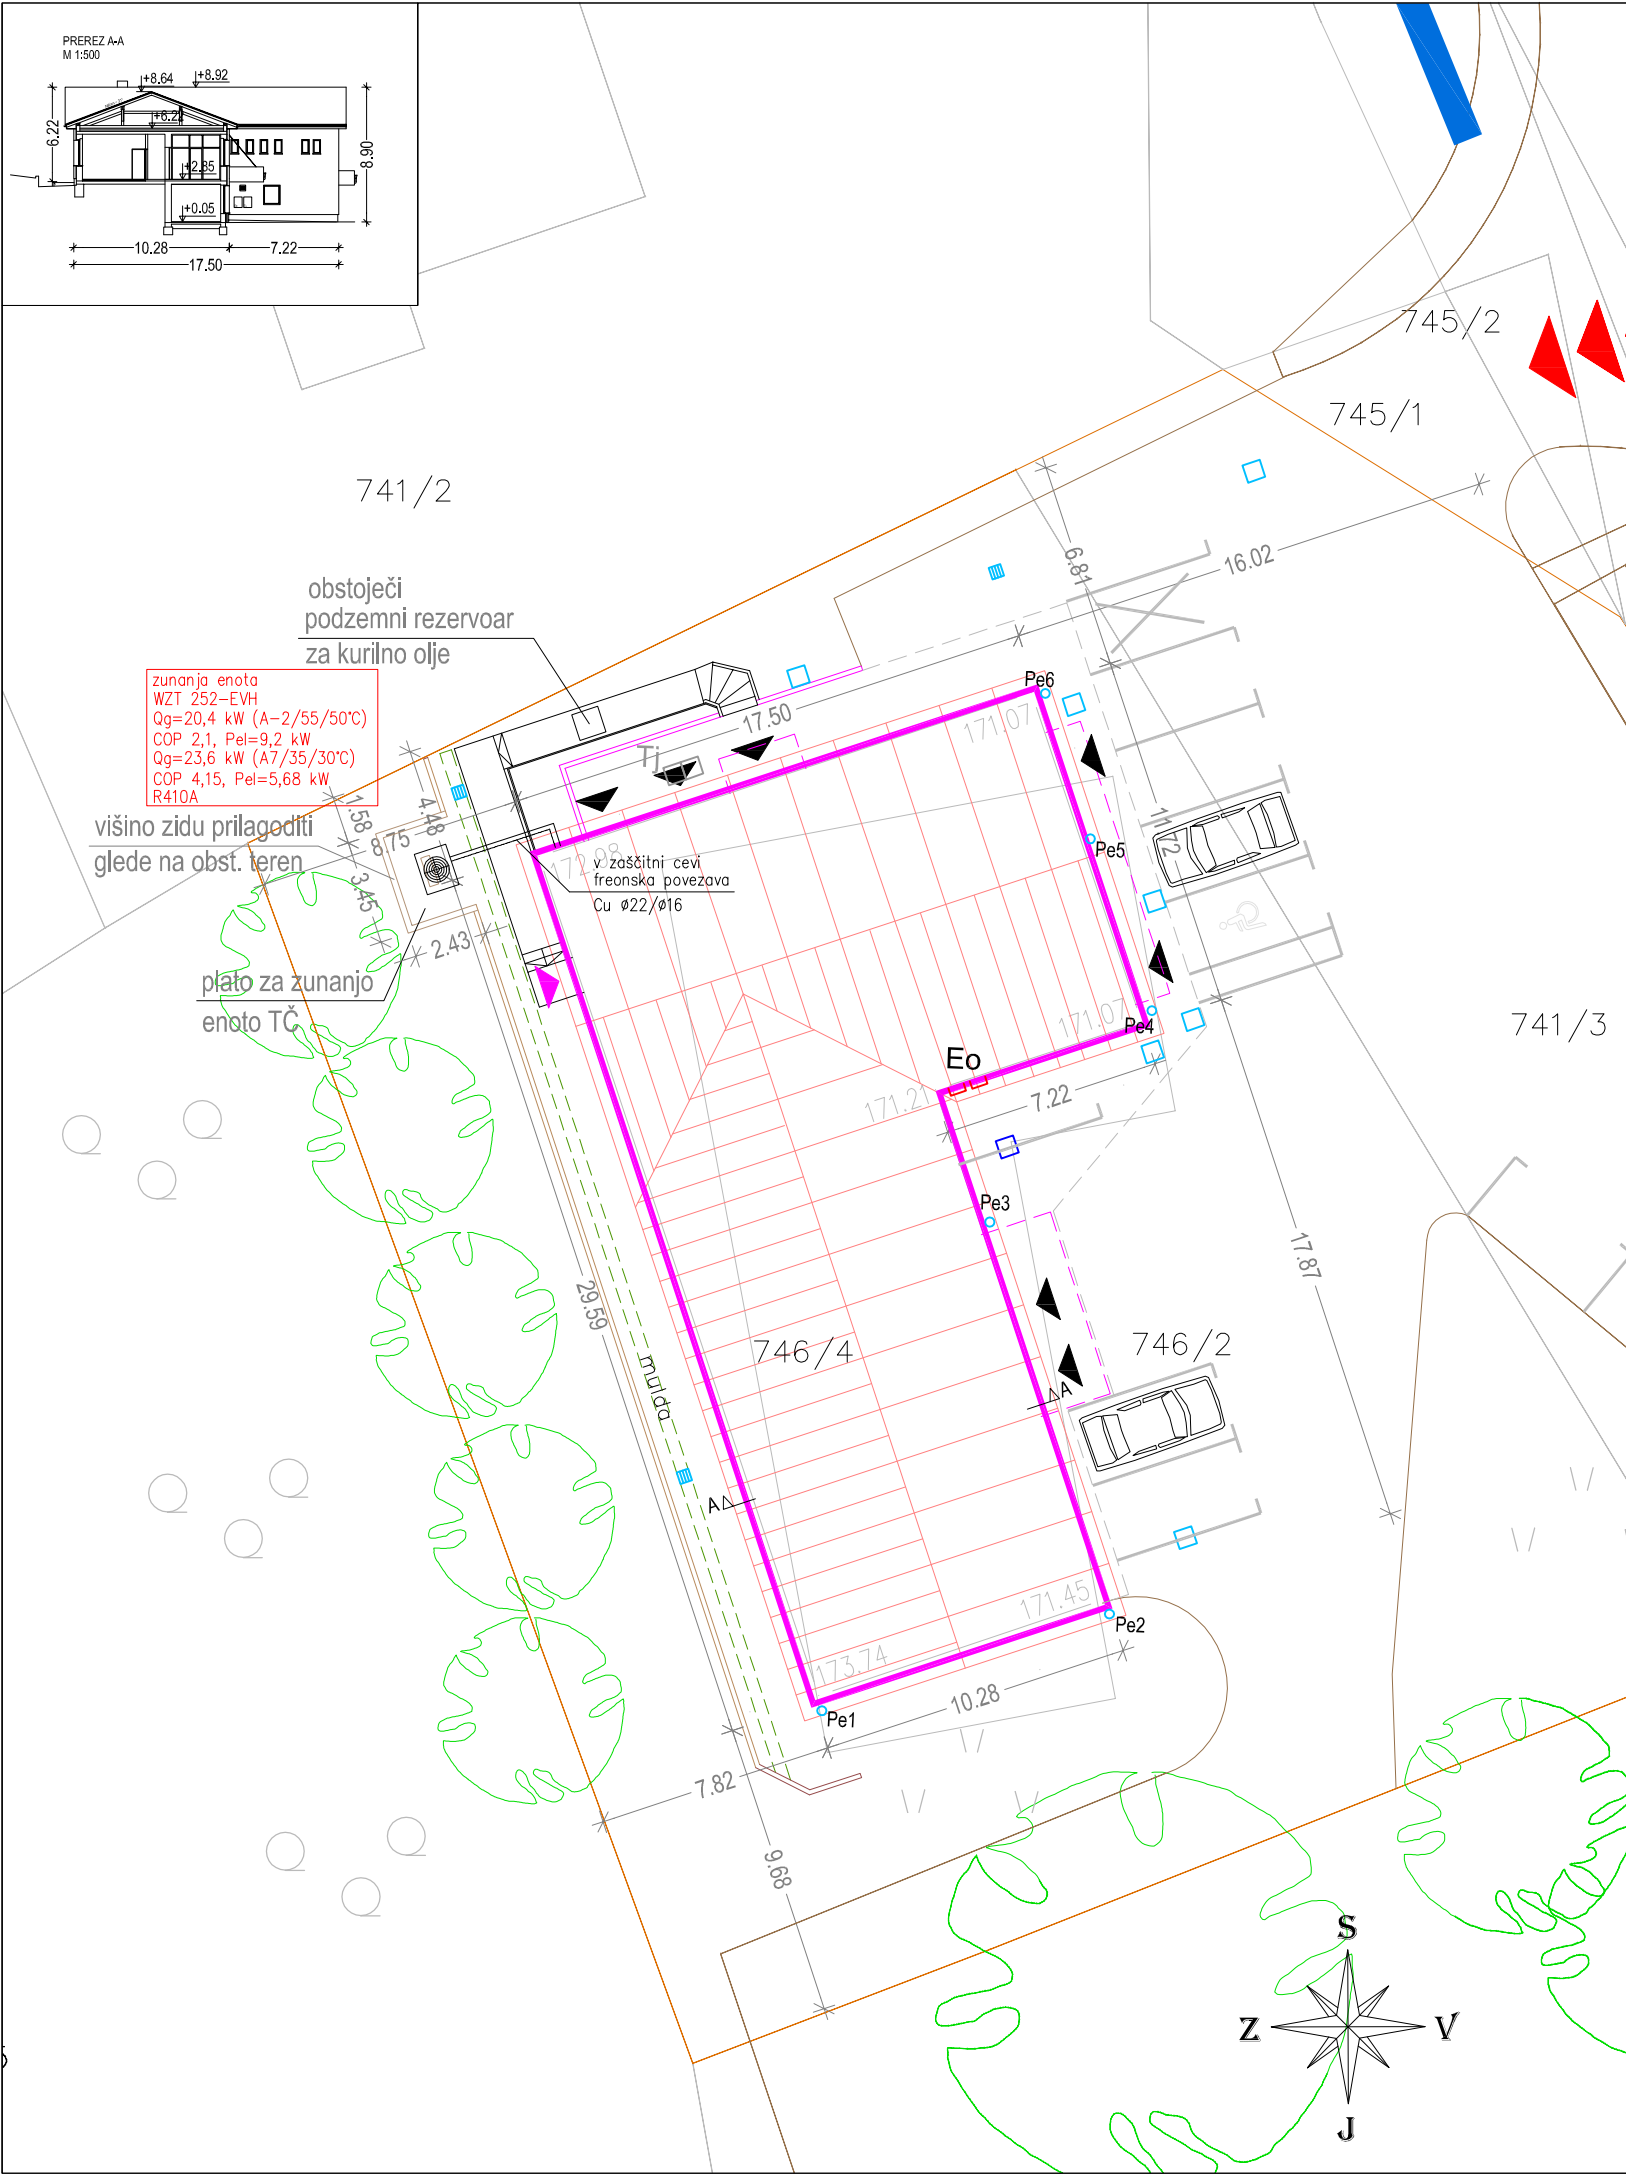 PREREZ A-A
M 1:500
+8.64
+8.92
6.22
8.90
+2.85
+0.05
10.28
7.22
17.50
745/2
745/1
741/2
6.81
16.02
obstoječi
podzemni rezervoar
za kurilno olje
zunanja enota
WZT 252-EVH
Qg=20,4 kW (A-2/55/50°C)
COP 2,1, Pel=9,2 kW
Qg=23,6 kW (A7/35/30°C)
COP 4,15, Pel=5,68 kW
R410A
Pe6
17.50
171.07
Tj
1.58
4.48
8.75
višino zidu prilagoditi
glede na obst. teren
3.45
172.98
v zaščitni cevi
freonska povezava
Cu ø22/ø16
Pe5
11.72
2.43
plato za zunanjo
enoto TČ
171.07
Pe4
741/3
Eo
171.21
7.22
Pe3
17.87
29.59
746/4
746/2
mulda
A
A
171.45
Pe2
173.74
10.28
Pe1
7.82
9.68
S
Z
V
J